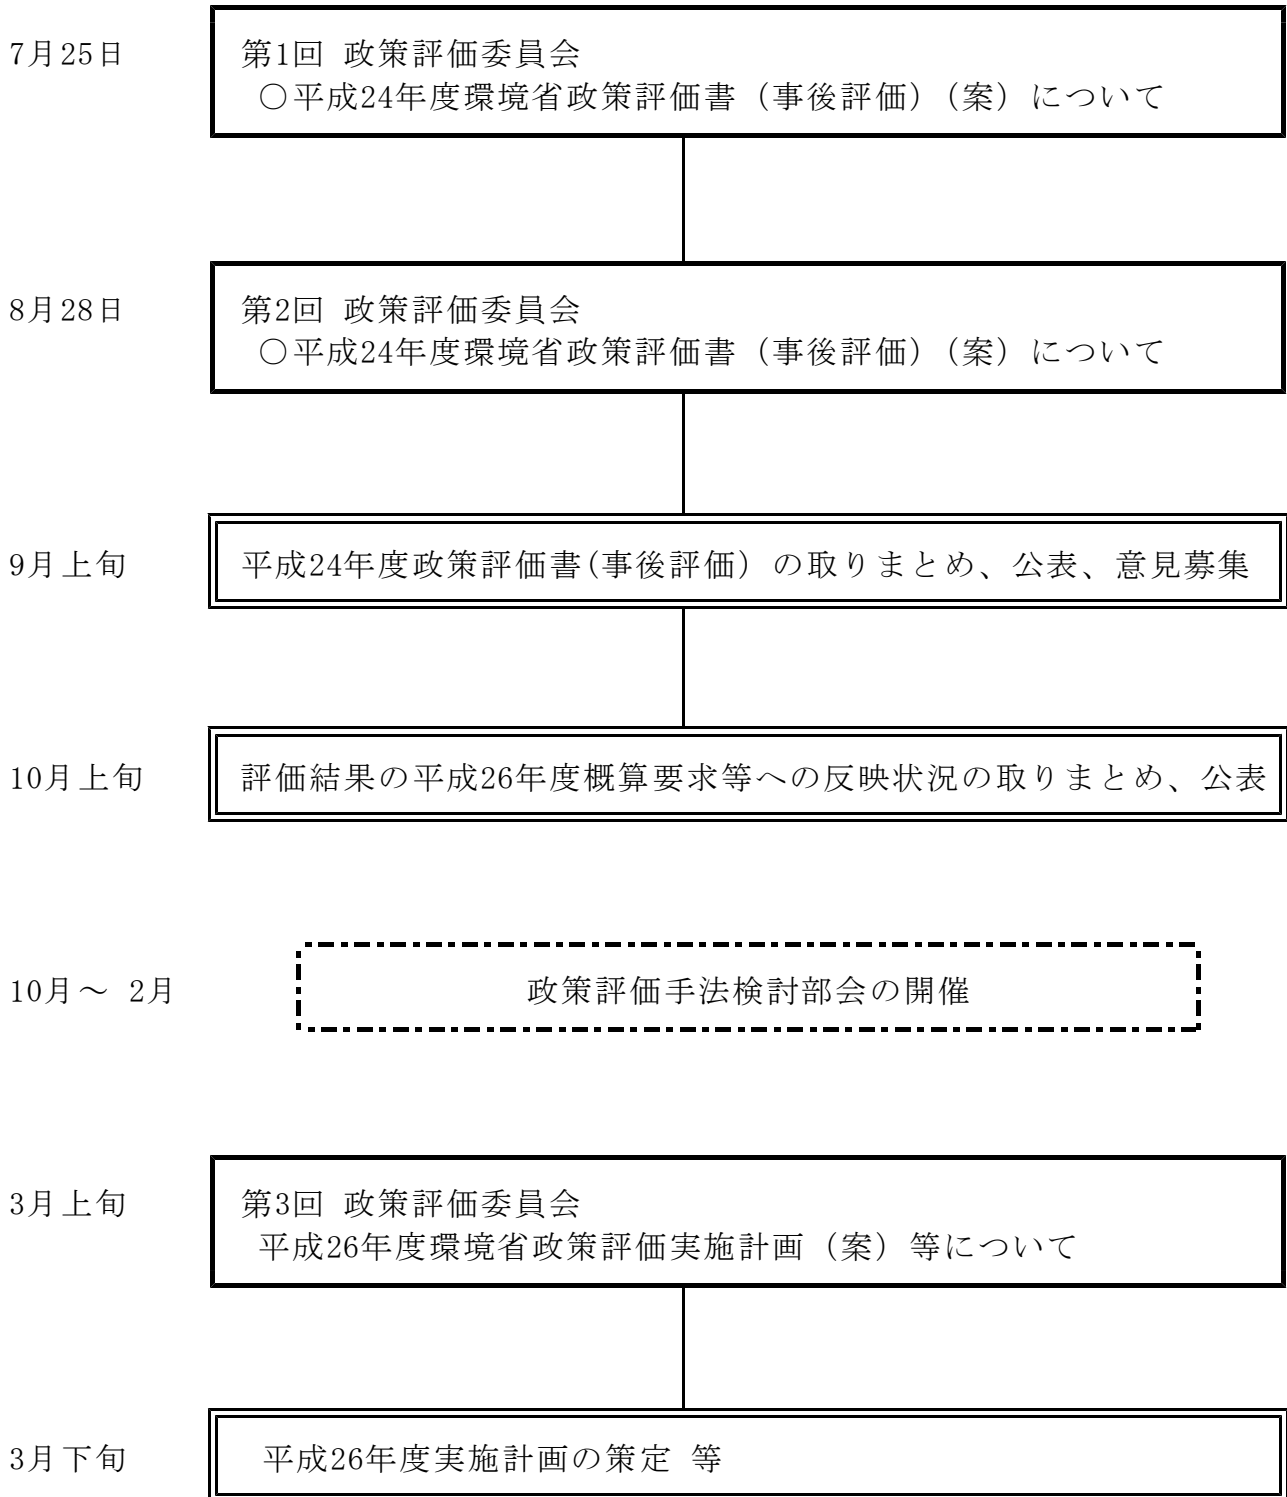 7月25日
第1回 政策評価委員会
○平成24年度環境省政策評価書（事後評価）（案）について
8月28日
第2回 政策評価委員会
○平成24年度環境省政策評価書（事後評価）（案）について
9月上旬
平成24年度政策評価書(事後評価）の取りまとめ、公表、意見募集
10月上旬
評価結果の平成26年度概算要求等への反映状況の取りまとめ、公表
10月～ 2月
政策評価手法検討部会の開催
3月上旬
第3回 政策評価委員会
平成26年度環境省政策評価実施計画（案）等について
3月下旬
平成26年度実施計画の策定 等